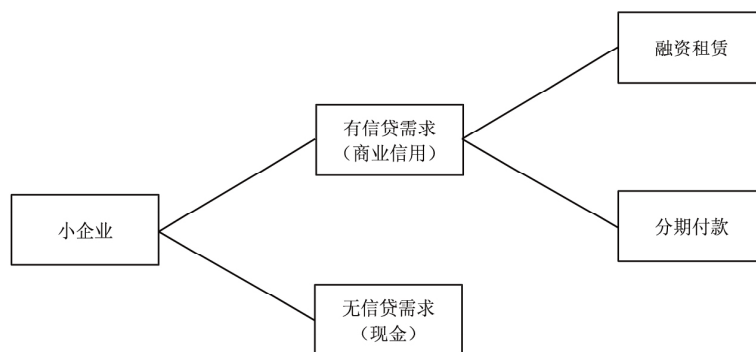 融资租赁
有信贷需求
（商业信用）
小企业
分期付款
无信贷需求
（现金）